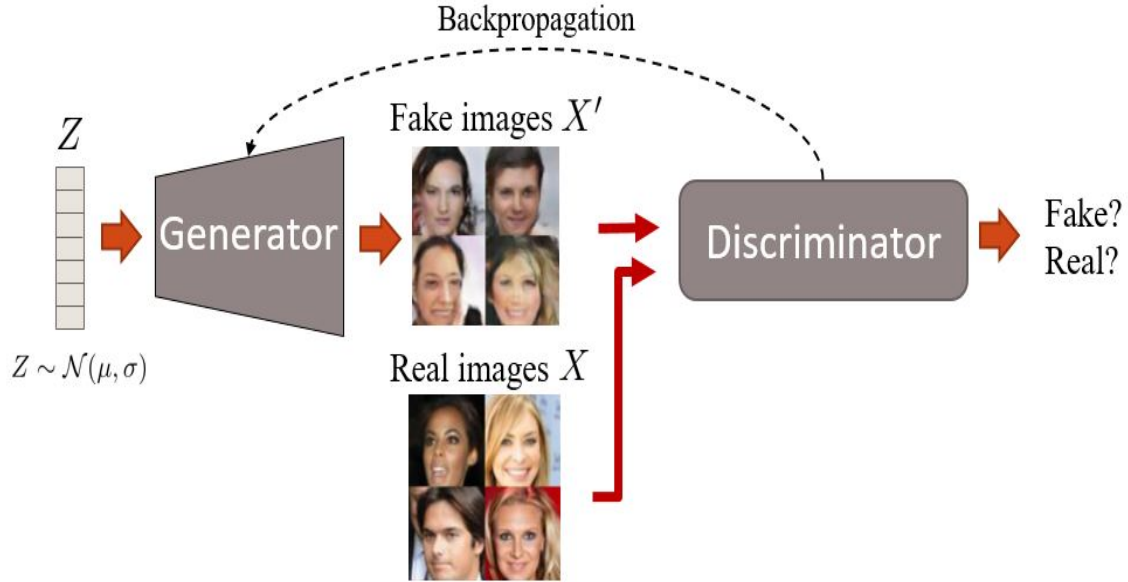 Backpropagation
Z
Fake images X′
Generator
Discriminator
Fake?
Real?
Z ∼ 𝒩(μ, σ)
Real images X